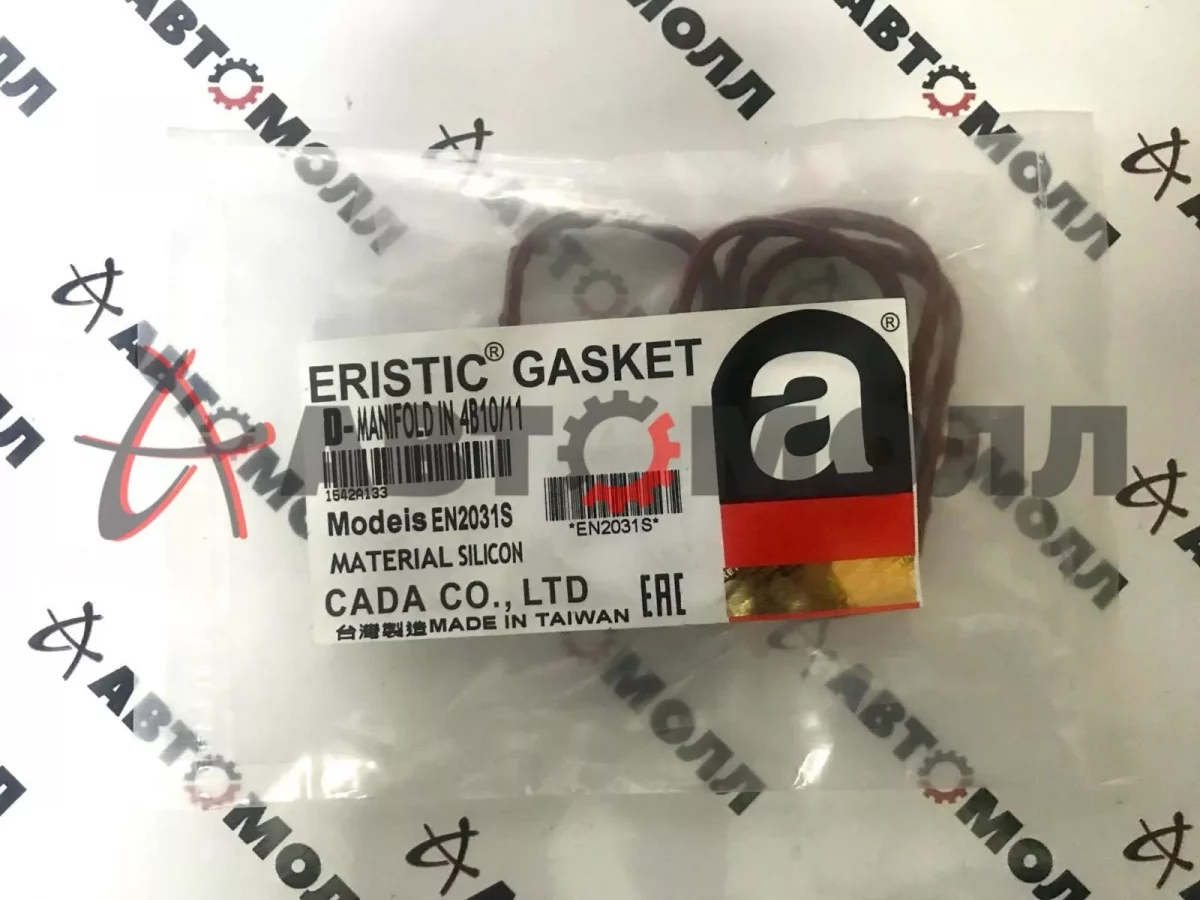 АВТОМОЛЛ
АВТОМОЛЛ
ERISTIC® GASKET
D-MANIFOLD IN 4B10/11
1542A133
Modeis EN2031S
*EN2031S*
MATERIAL SILICON
CADA CO., LTD
EAC
台灣製造MADE IN TAIWAN
a®
АВТОМОЛЛ
АВТОМОЛЛ
АВТОМОЛЛ